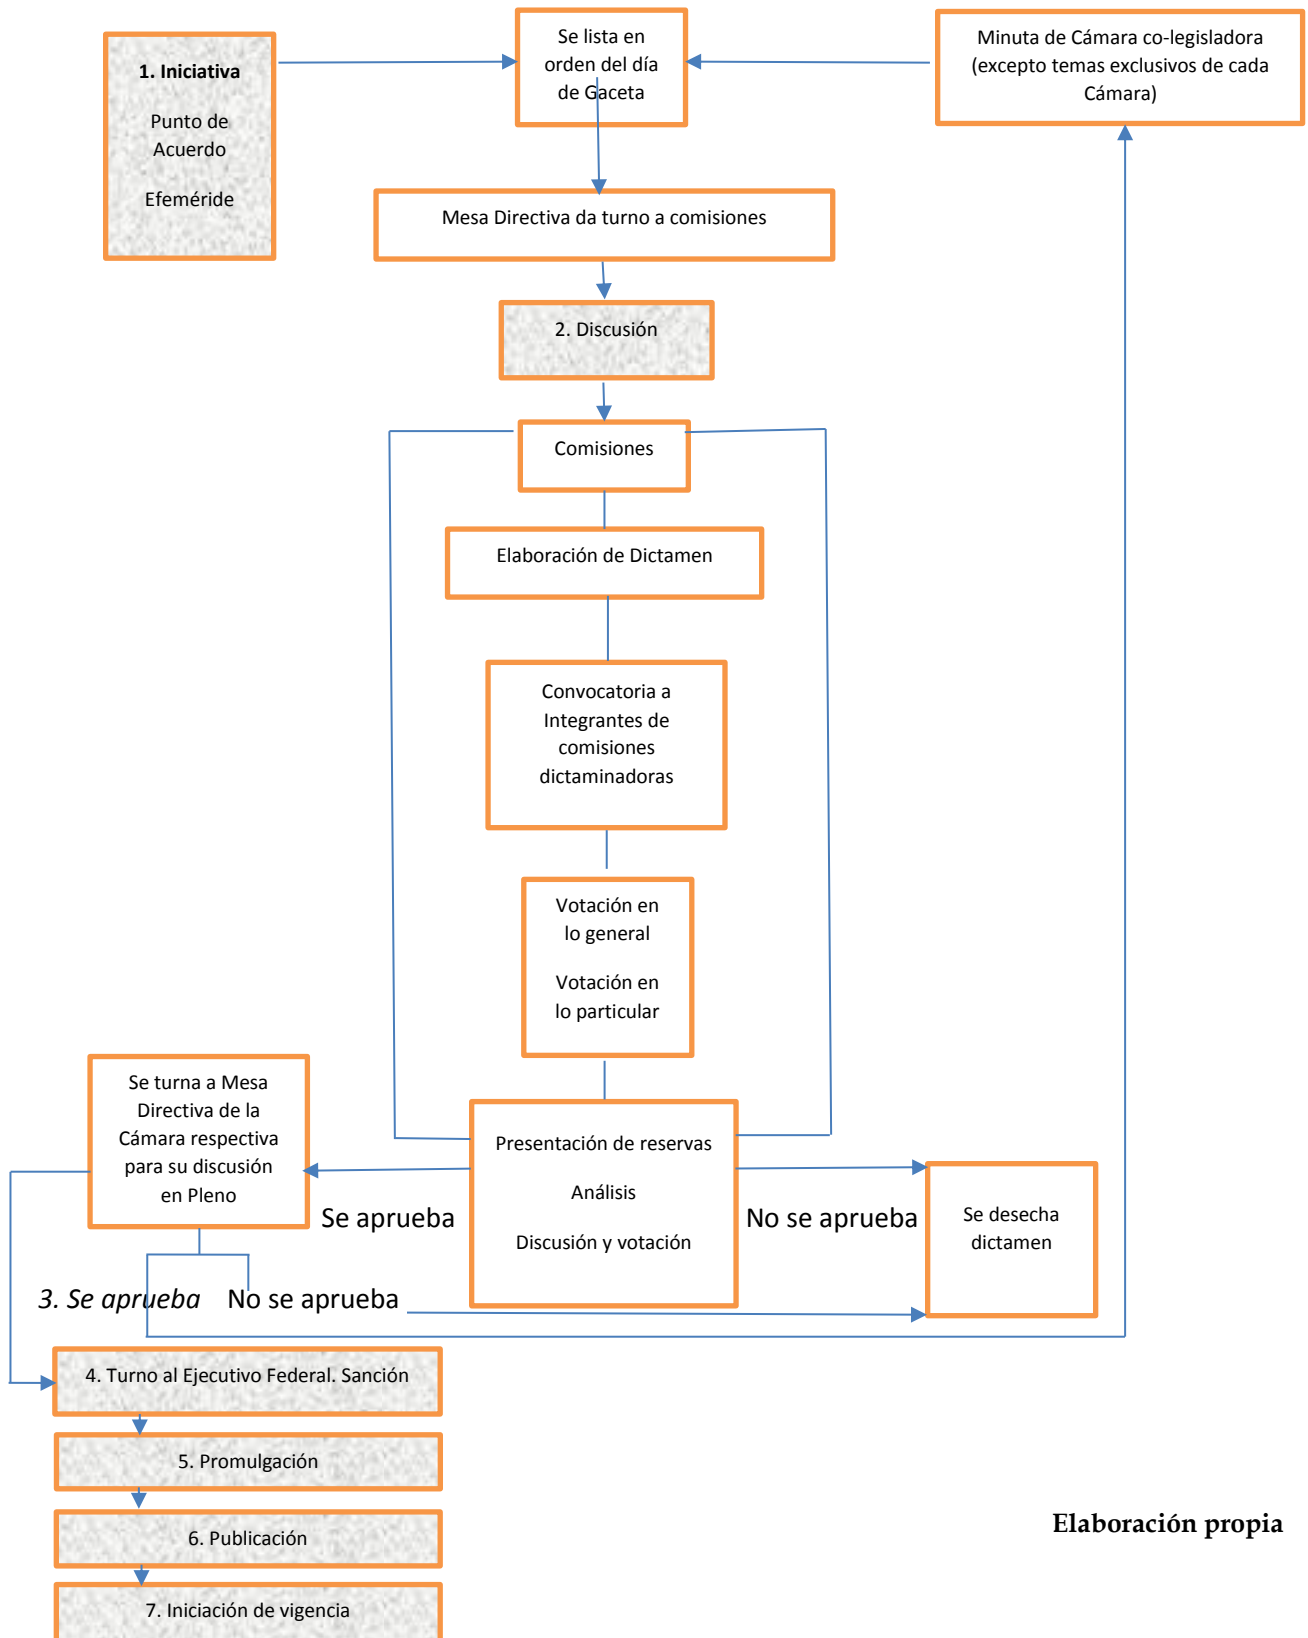 1. Iniciativa
Punto de
Acuerdo
Efeméride
Se lista en
orden del día
de Gaceta
Minuta de Cámara co-legisladora
(excepto temas exclusivos de cada
Cámara)
Mesa Directiva da turno a comisiones
2. Discusión
Comisiones
Elaboración de Dictamen
Convocatoria a
Integrantes de
comisiones
dictaminadoras
Votación en
lo general
Votación en
lo particular
Se turna a Mesa
Directiva de la
Cámara respectiva
para su discusión
en Pleno
Se aprueba
Presentación de reservas
Análisis
Discusión y votación
No se aprueba
Se desecha
dictamen
3. Se aprueba
No se aprueba
4. Turno al Ejecutivo Federal. Sanción
5. Promulgación
6. Publicación
7. Iniciación de vigencia
Elaboración propia